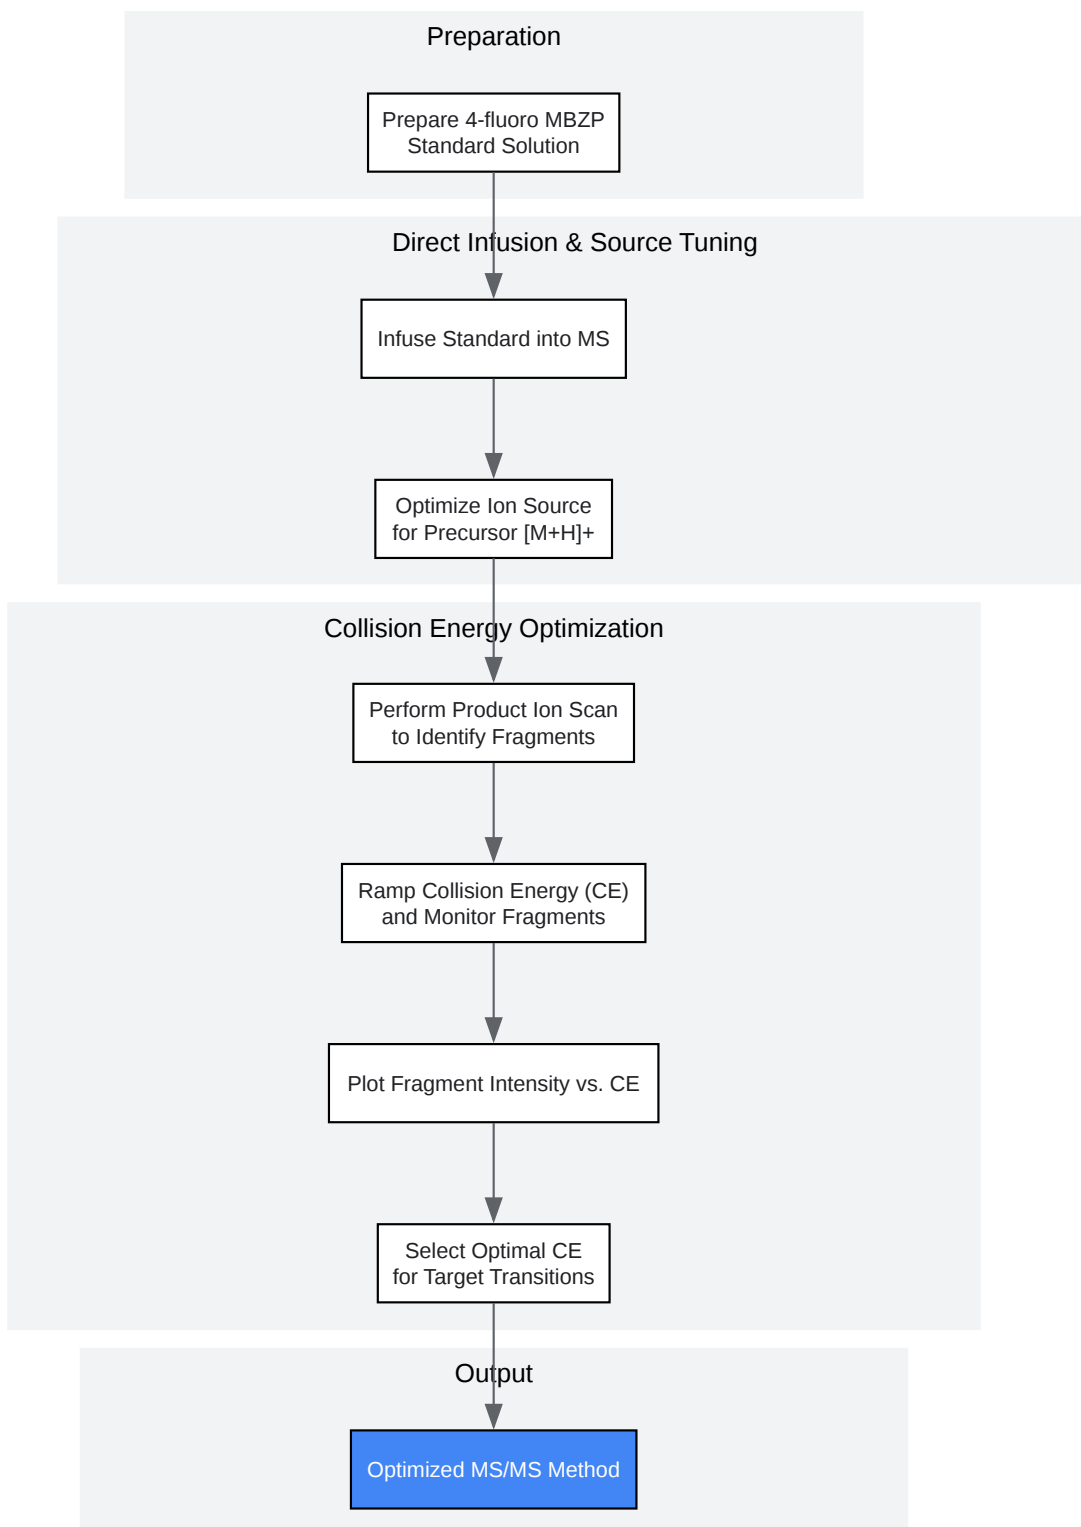 Preparation
Prepare 4-fluoro MBZP
Standard Solution
Direct Infusion & Source Tuning
Infuse Standard into MS
Optimize Ion Source
for Precursor [M+H]+
Collision Energy Optimization
Perform Product Ion Scan
to Identify Fragments
Ramp Collision Energy (CE)
and Monitor Fragments
Plot Fragment Intensity vs. CE
Select Optimal CE
for Target Transitions
Output
Optimized MS/MS Method